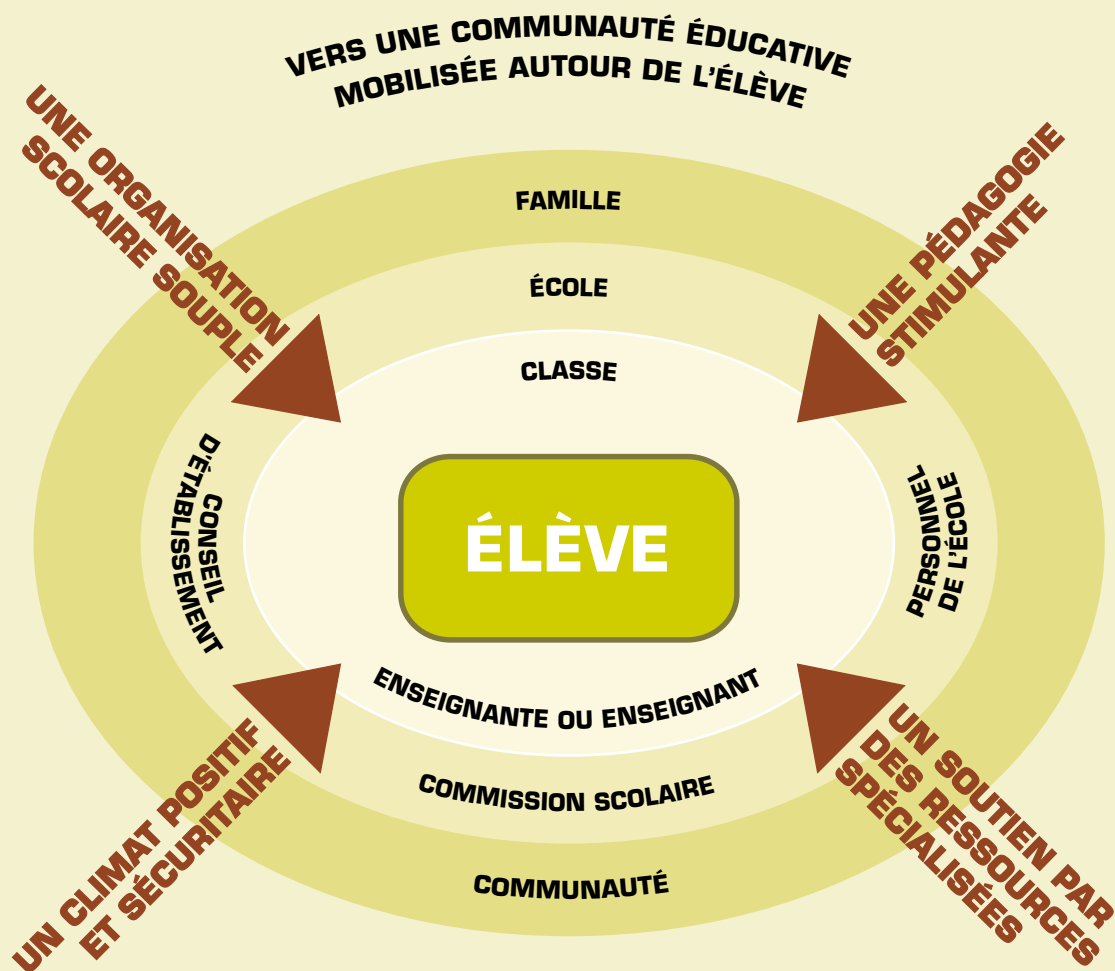 VERS UNE COMMUNAUTÉ ÉDUCATIVE
MOBILISÉE AUTOUR DE L'ÉLÈVE
UNE ORGANISATION
SCOLAIRE SOUPLE
UNE PÉDAGOGIE
STIMULANTE
FAMILLE
ÉCOLE
CLASSE
CONSEIL
D'ÉTABLISSEMENT
ÉLÈVE
PERSONNEL
DE L'ÉCOLE
ENSEIGNANTE OU ENSEIGNANT
COMMISSION SCOLAIRE
COMMUNAUTÉ
UN CLIMAT POSITIF
ET SÉCURITAIRE
UN SOUTIEN PAR
DES RESSOURCES
SPÉCIALISÉES